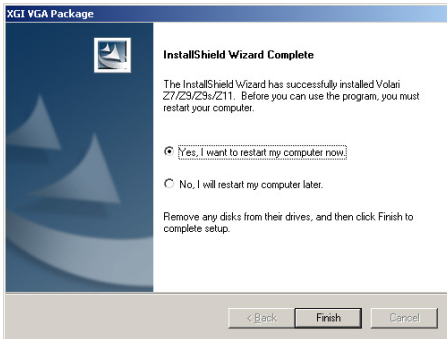 XGI VGA Package
InstallShield Wizard Complete
The InstallShield Wizard has successfully installed Volari
Z7/Z9/Z9s/Z11. Before you can use the program, you must
restart your computer.
Yes, I want to restart my computer now.
No, I will restart my computer later.
Remove any disks from their drives, and then click Finish to
complete setup.
< Back Finish Cancel